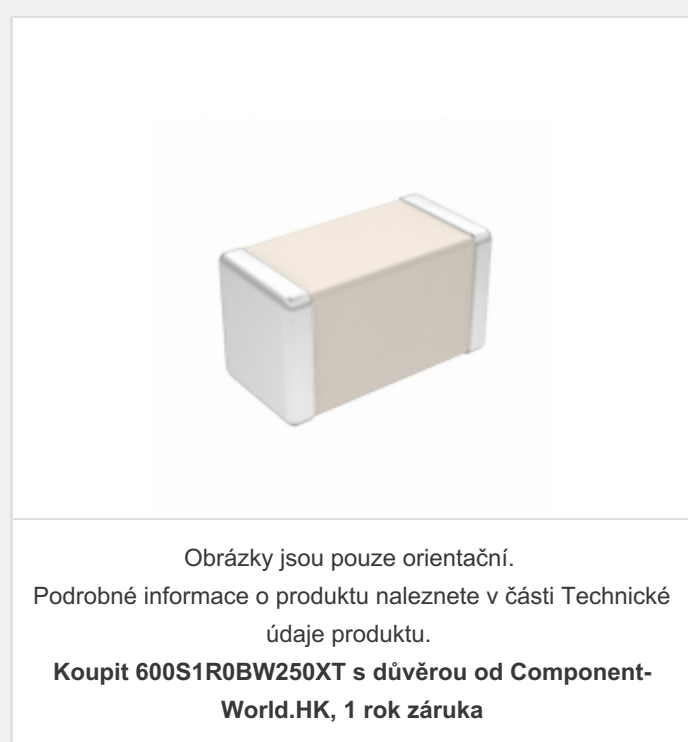 Obrázky jsou pouze orientační.
Podrobné informace o produktu naleznete v části Technické
údaje produktu.
Koupit 600S1R0BW250XT s důvěrou od Component-
World.HK, 1 rok záruka